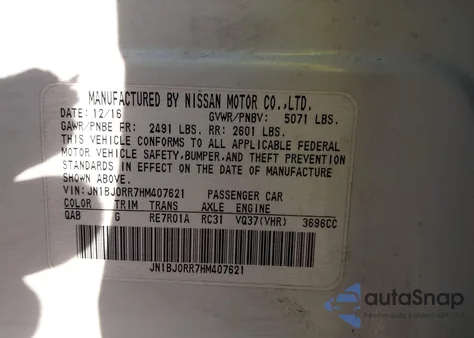 MANUFACTURED BY NISSAN MOTOR CO.,LTD.
DATE: 12/16 GVWR/PNBV: 5071 LBS.
GAWR/PNBE FR: 2491 LBS. RR: 2601 LBS.
THIS VEHICLE CONFORMS TO ALL APPLICABLE FEDERAL
MOTOR VEHICLE SAFETY,BUMPER,AND THEFT PREVENTION
STANDARDS IN EFFECT ON THE DATE OF MANUFACTURE
SHOWN ABOVE.
VIN: JN1BJ0RR7HM407621 PASSENGER CAR
COLOR TRIM TRANS AXLE ENGINE
QAB G RE7R01A RC31 VQ37(VHR) 3696CC
JN1BJ0RR7HM407621
autoSnap